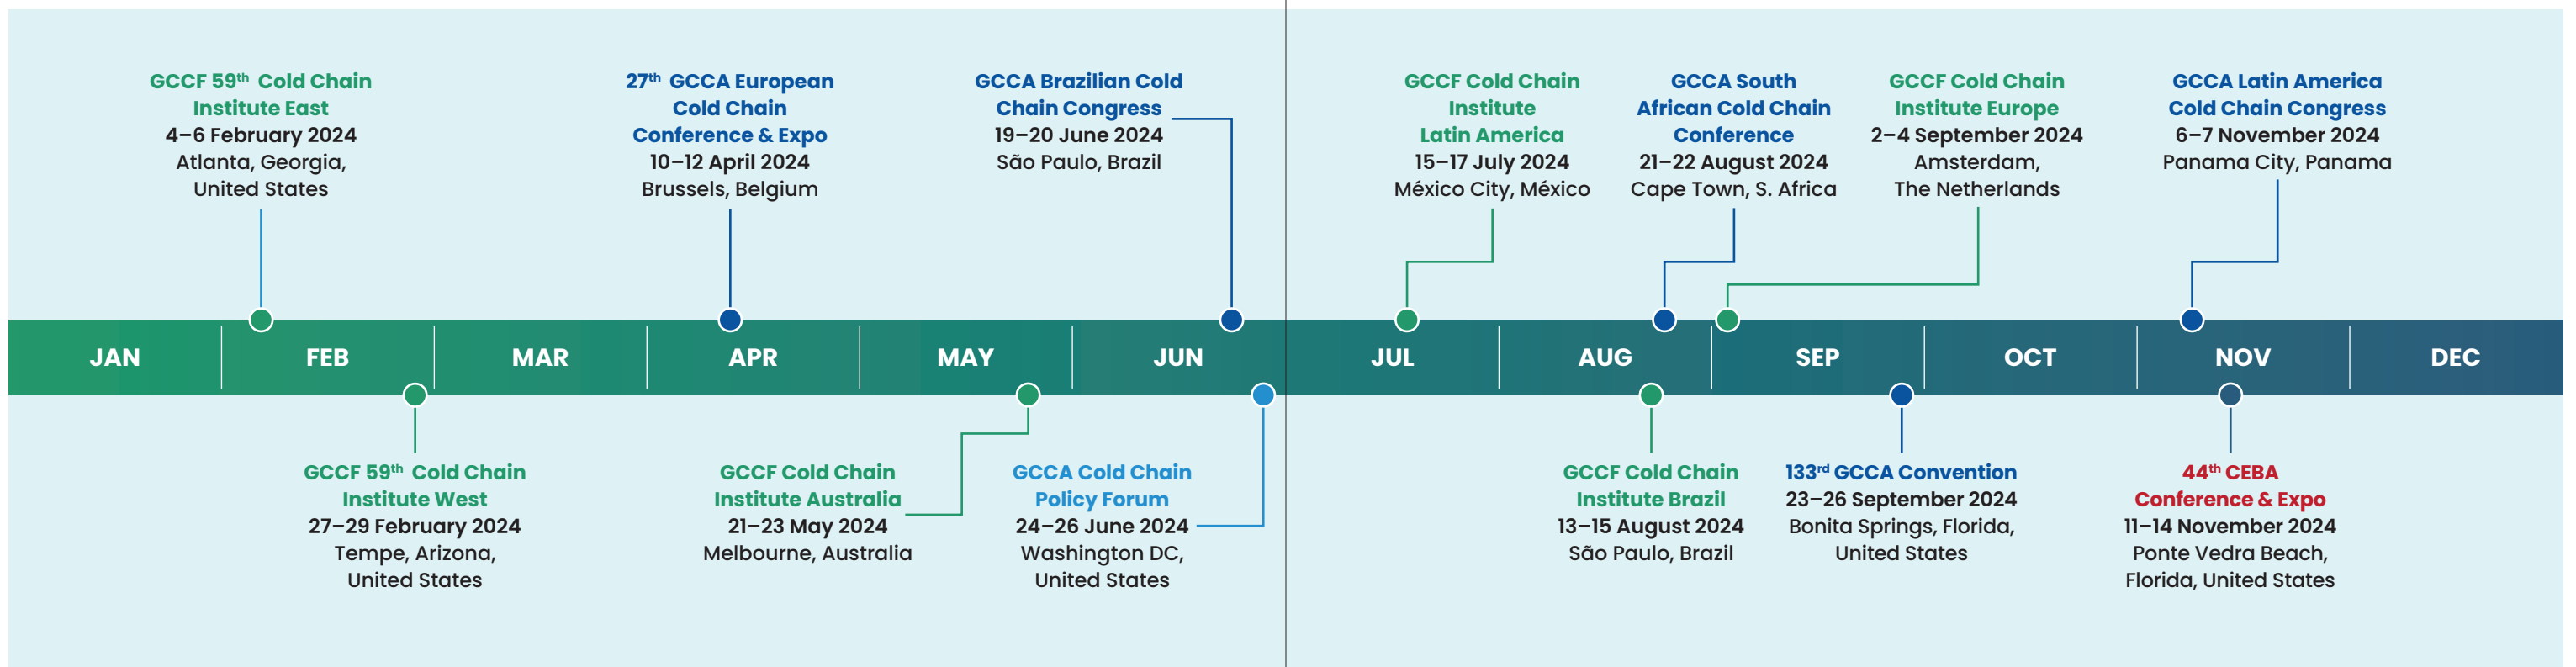 GCCF 59th Cold Chain
Institute East
4–6 February 2024
Atlanta, Georgia,
United States
27th GCCA European
Cold Chain
Conference & Expo
10–12 April 2024
Brussels, Belgium
GCCA Brazilian Cold
Chain Congress
19–20 June 2024
São Paulo, Brazil
GCCF Cold Chain
Institute
Latin America
15–17 July 2024
México City, México
GCCA South
African Cold Chain
Conference
21–22 August 2024
Cape Town, S. Africa
GCCF Cold Chain
Institute Europe
2–4 September 2024
Amsterdam,
The Netherlands
GCCA Latin America
Cold Chain Congress
6–7 November 2024
Panama City, Panama
JAN FEB MAR APR MAY JUN JUL AUG SEP OCT NOV DEC
GCCF 59th Cold Chain
Institute West
27–29 February 2024
Tempe, Arizona,
United States
GCCF Cold Chain
Institute Australia
21–23 May 2024
Melbourne, Australia
GCCA Cold Chain
Policy Forum
24–26 June 2024
Washington DC,
United States
GCCF Cold Chain
Institute Brazil
13–15 August 2024
São Paulo, Brazil
133rd GCCA Convention
23–26 September 2024
Bonita Springs, Florida,
United States
44th CEBA
Conference & Expo
11–14 November 2024
Ponte Vedra Beach,
Florida, United States